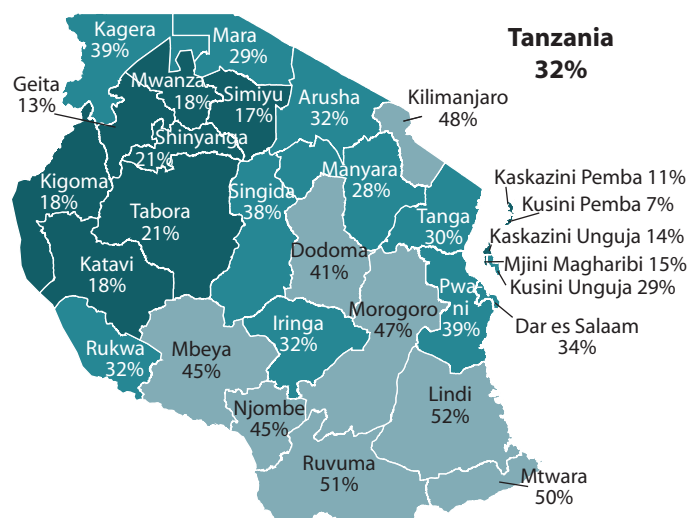 Tanzania
32%
Kagera
39%
Mara
29%
Geita
13%
Mwanza
18%
Simiyu
17%
Arusha
32%
Kilimanjaro
48%
Shinyanga
21%
Kigoma
18%
Tabora
21%
Singida
38%
Manyara
28%
Tanga
30%
Kaskazini Pemba 11%
Kusini Pemba 7%
Kaskazini Unguja 14%
Mjini Magharibi 15%
Kusini Unguja 29%
Katavi
18%
Dodoma
41%
Morogoro
47%
Pwa
ni
39%
Dar es Salaam
34%
Rukwa
32%
Mbeya
45%
Iringa
32%
Njombe
45%
Lindi
52%
Ruvuma
51%
Mtwara
50%